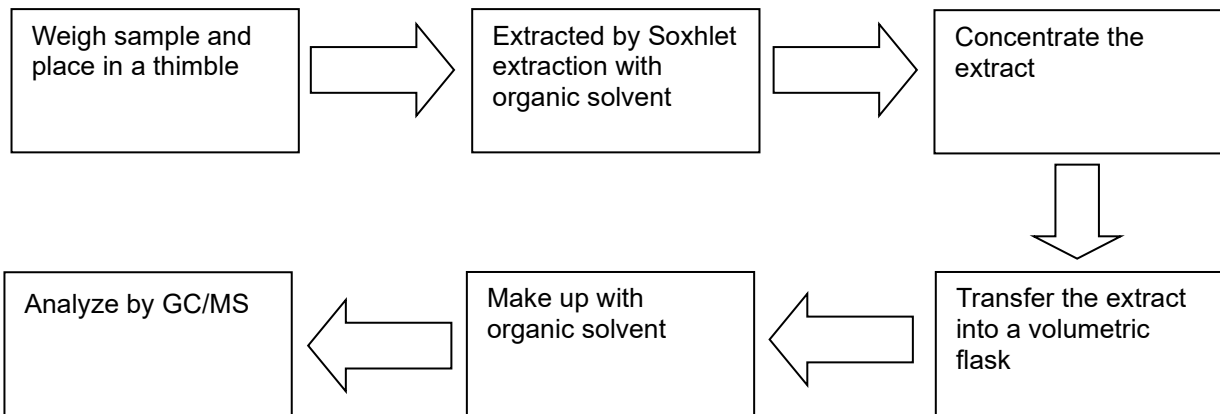 Weigh sample and
place in a thimble
Extracted by Soxhlet
extraction with
organic solvent
Concentrate the
extract
Transfer the extract
into a volumetric
flask
Make up with
organic solvent
Analyze by GC/MS